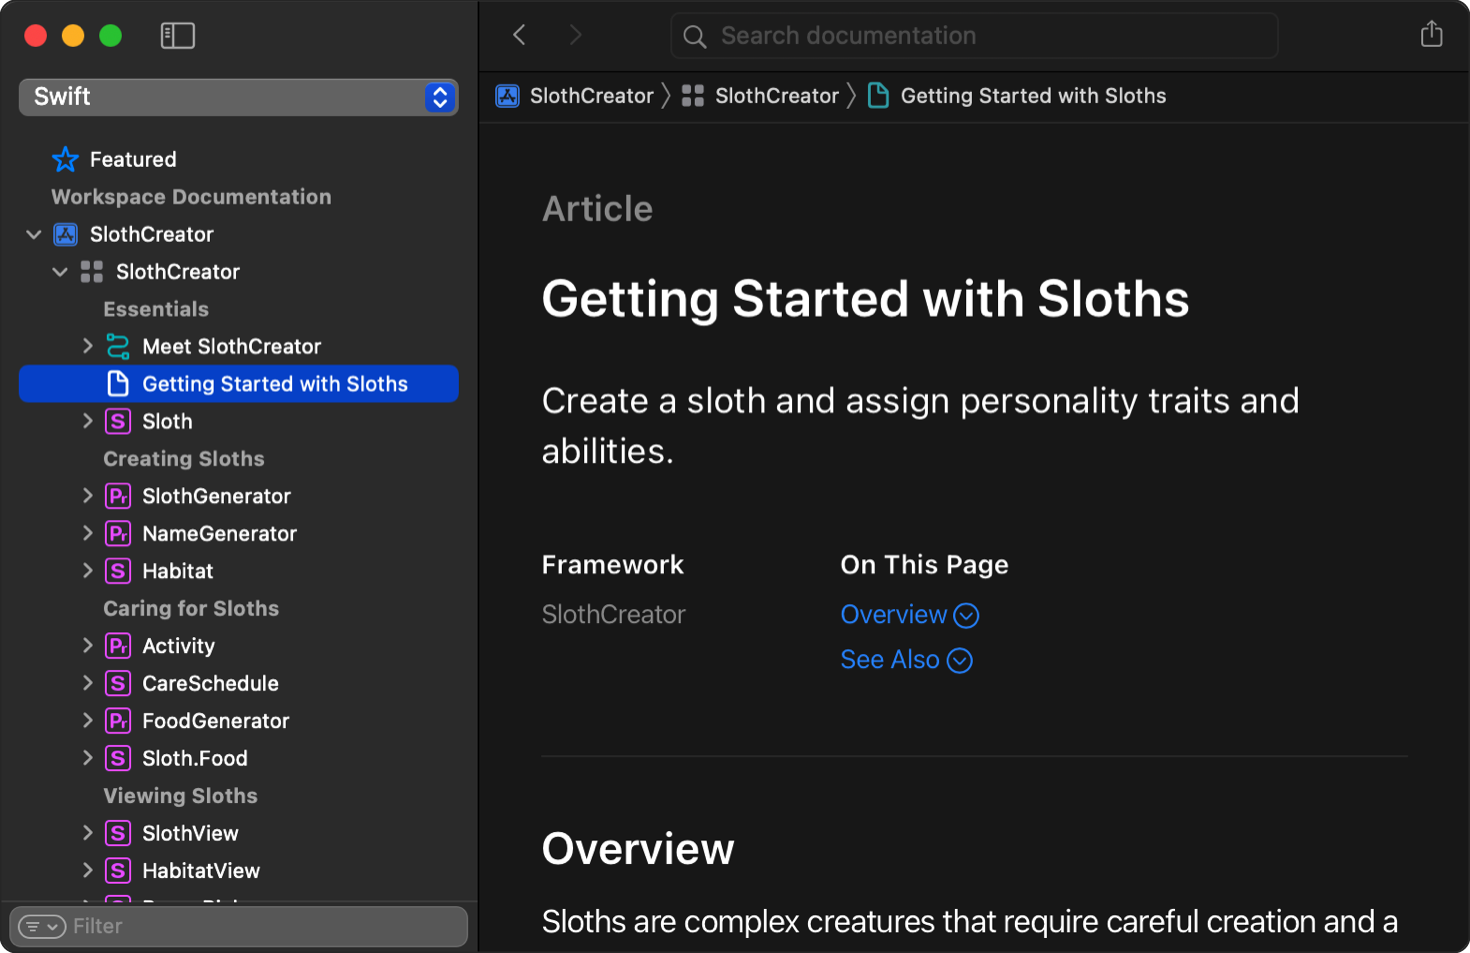 Swift
Featured
Workspace Documentation
SlothCreator
SlothCreator
Essentials
Meet SlothCreator
Getting Started with Sloths
S Sloth
Creating Sloths
Pr SlothGenerator
Pr NameGenerator
S Habitat
Caring for Sloths
Pr Activity
S CareSchedule
Pr FoodGenerator
S Sloth.Food
Viewing Sloths
S SlothView
S HabitatView
Filter
Search documentation
SlothCreator SlothCreator Getting Started with Sloths
Article
Getting Started with Sloths
Create a sloth and assign personality traits and
abilities.
Framework
SlothCreator
On This Page
Overview
See Also
Overview
Sloths are complex creatures that require careful creation and a